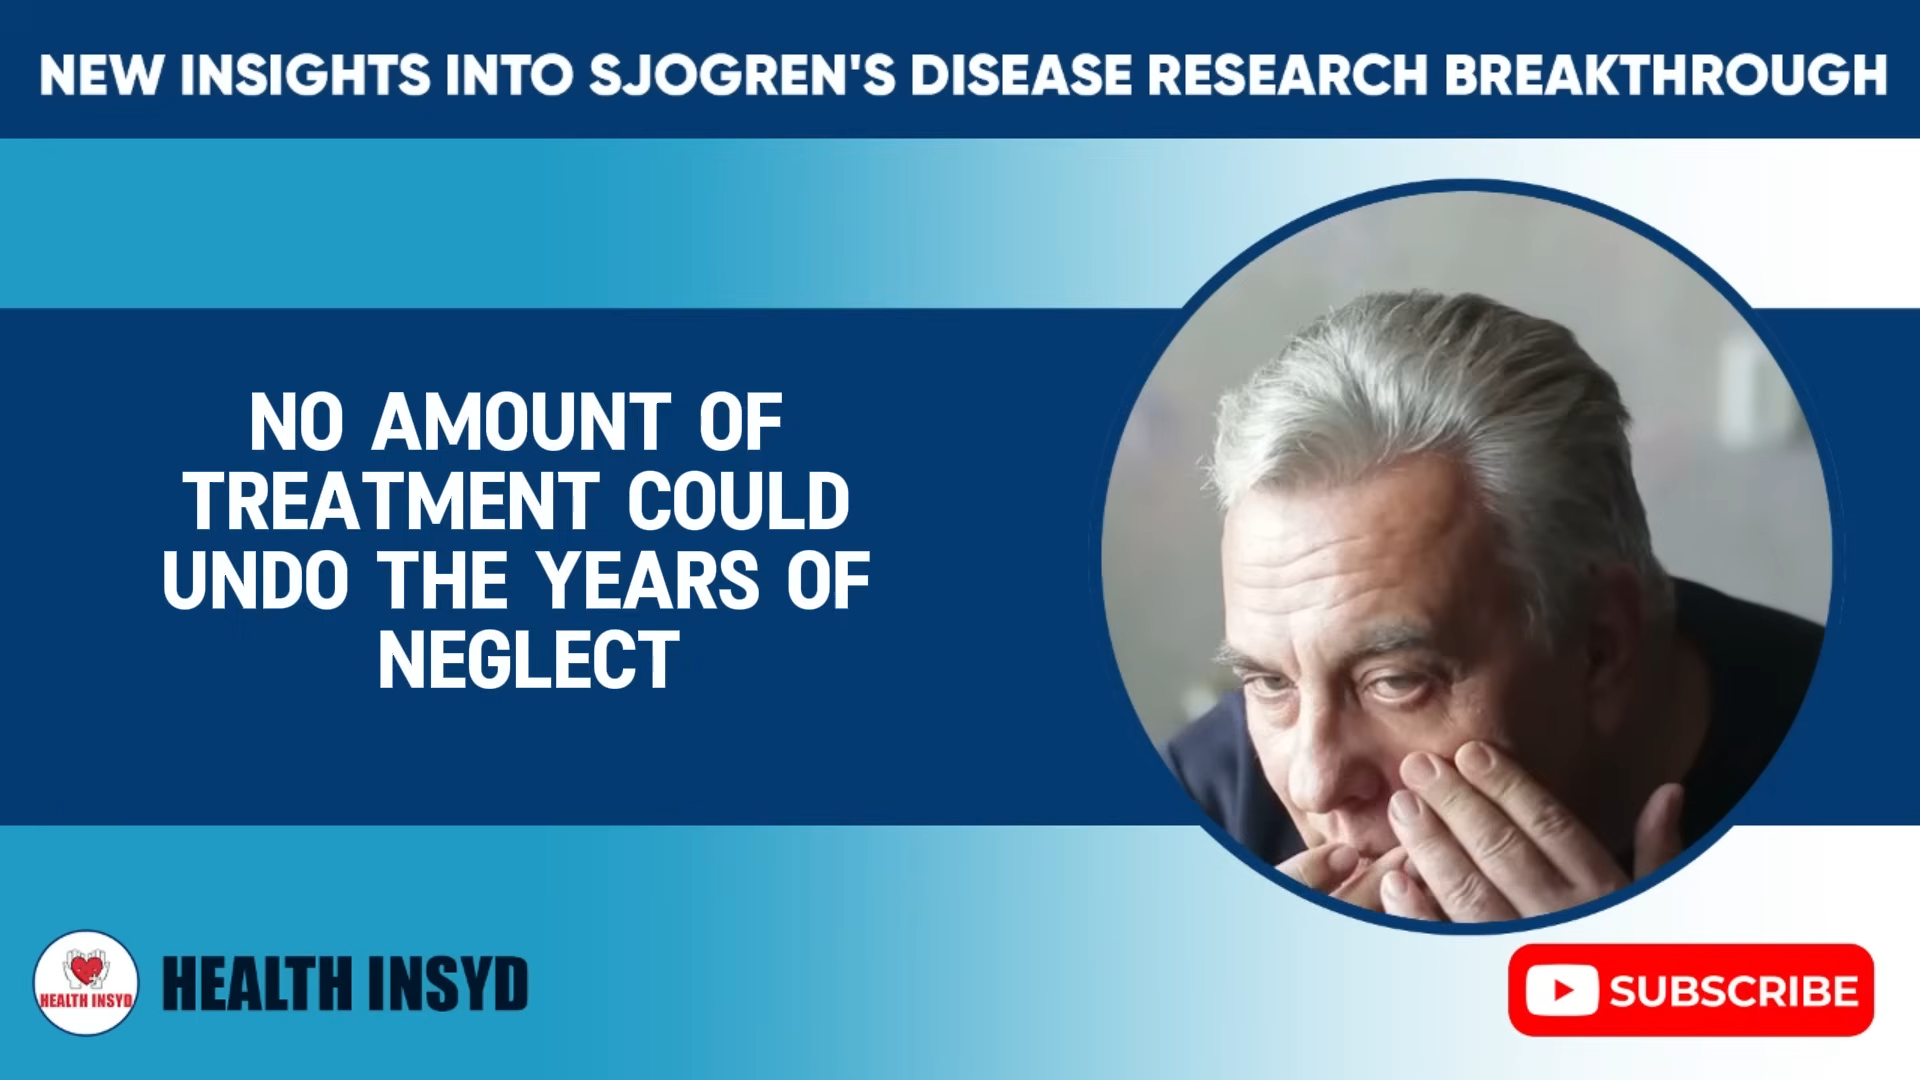 NEW INSIGHTS INTO SJOGREN'S DISEASE RESEARCH BREAKTHROUGH
NO AMOUNT OF
TREATMENT COULD
UNDO THE YEARS OF
NEGLECT
HEALTH INSYD
HEALTH INSYD
SUBSCRIBE